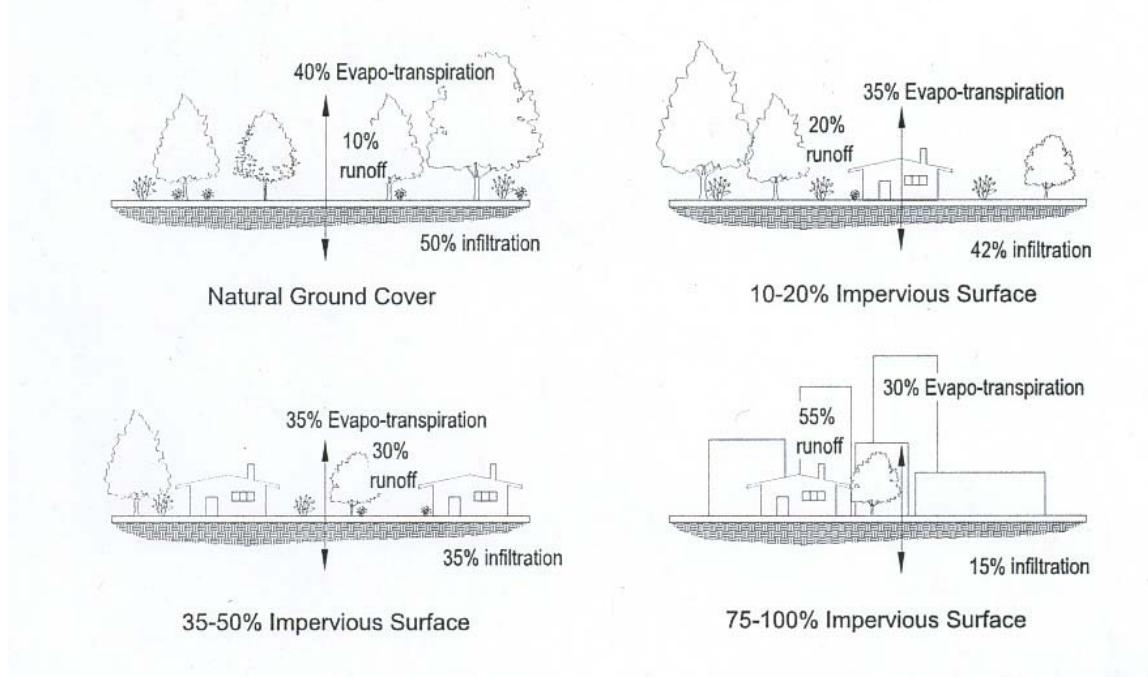 40% Evapo-transpiration
10%
runoff
50% infiltration
Natural Ground Cover
35% Evapo-transpiration
20%
runoff
42% infiltration
10-20% Impervious Surface
35% Evapo-transpiration
30%
runoff
35% infiltration
35-50% Impervious Surface
30% Evapo-transpiration
55%
runoff
15% infiltration
75-100% Impervious Surface